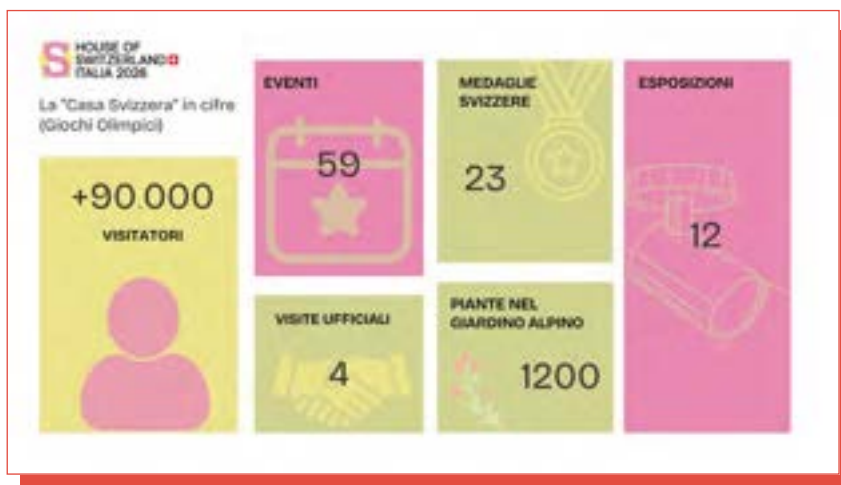 HOUSE OF
SWITZERLAND
ITALIA 2026
La "Casa Svizzera" in cifre
(Giochi Olimpici)
+90.000
VISITATORI
EVENTI
59
VISITE UFFICIALI
4
MEDAGLIE
SVIZZERE
23
PIANTE NEL
GIARDINO ALPINO
1200
ESPOSIZIONI
12